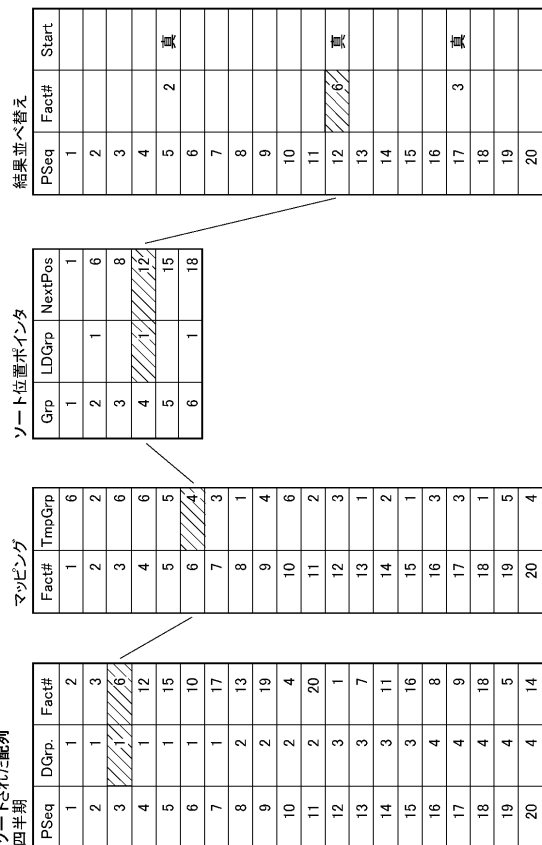 ソートされた配列
四半期
PSeq DGrp. Fact#
1 1 2
2 1 3
3 1 6
4 1 12
5 1 15
6 1 10
7 1 17
8 2 13
9 2 19
10 2 4
11 2 20
12 3 1
13 3 7
14 3 11
15 3 16
16 4 8
17 4 9
18 4 18
19 4 5
20 4 14
マッピング
Fact# TmpGrp
1 6
2 2
3 6
4 6
5 5
6 4
7 3
8 1
9 4
10 6
11 2
12 3
13 1
14 2
15 1
16 3
17 3
18 1
19 5
20 4
ソート位置ポインタ
Grp LDGrp NextPos
1 1
2 1 6
3 8
4 1 12
5 15
6 1 18
結果並べ替え
PSeq Fact# Start
1
2
3
4
5 2 真
6
7
8
9
10
11
12 6 真
13
14
15
16
17 3 真
18
19
20